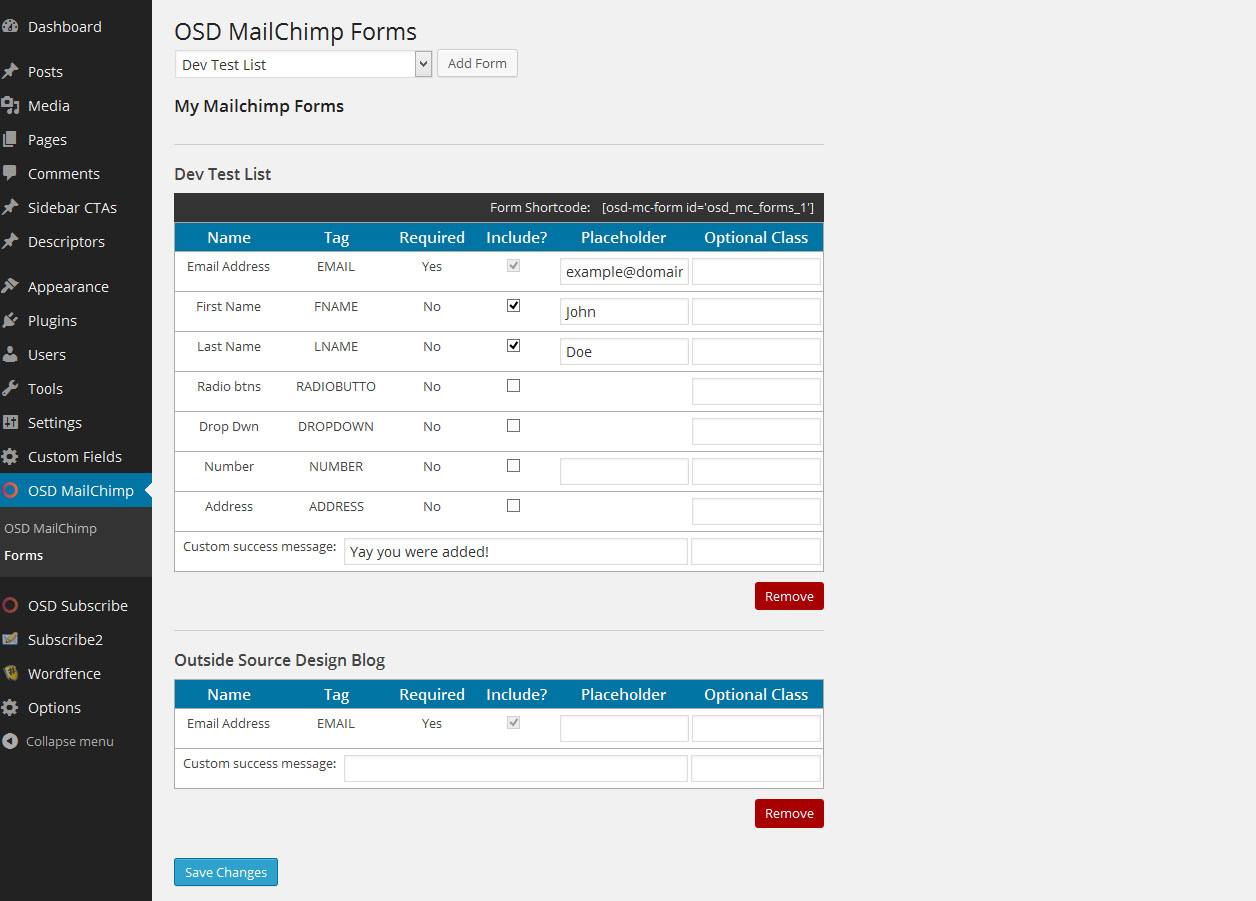 Dashboard
Posts
Media
Pages
Comments
Sidebar CTAs
Descriptors
Appearance
Plugins
Users
Tools
Settings
Custom Fields
OSD MailChimp
OSD MailChimp
Forms
OSD Subscribe
Subscribe2
Wordfence
Options
Collapse menu
OSD MailChimp Forms
Dev Test List Add Form
My Mailchimp Forms
Dev Test List
Form Shortcode: [osd-mc-form id='osd_mc_forms_1']
Name Tag Required Include? Placeholder Optional Class
Email Address EMAIL Yes example@domain
First Name FNAME No John
Last Name LNAME No Doe
Radio btns RADIOBUTTO No
Drop Dwn DROPDOWN No
Number NUMBER No
Address ADDRESS No
Custom success message: Yay you were added!
Remove
Outside Source Design Blog
Name Tag Required Include? Placeholder Optional Class
Email Address EMAIL Yes
Custom success message:
Remove
Save Changes